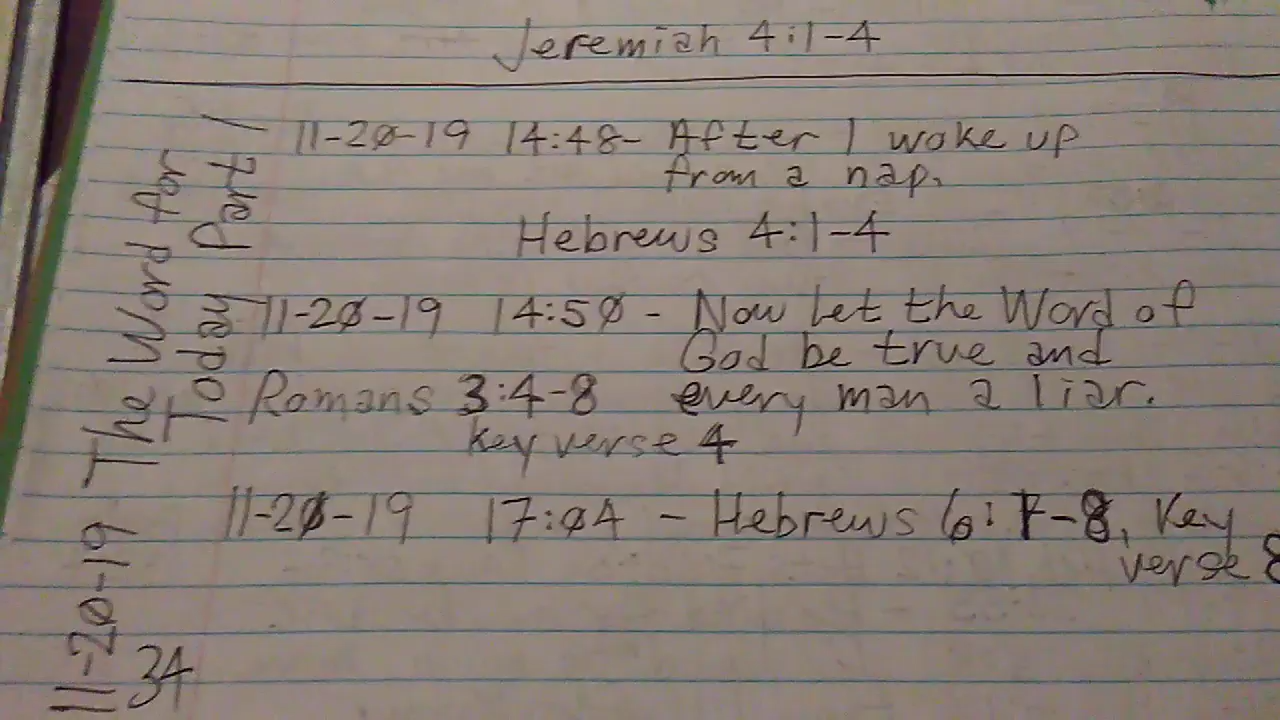 Jeremiah 4:1-4
11-20-19 14:48- After I woke up
from a nap.
Hebrews 4:1-4
11-20-19 14:50 - Now let the Word of
God be true and
Romans 3:4-8 every man a liar.
Key verse 4
11-20-19 17:04 - Hebrews 6:7-8, Key
verse 8
11-20-19 The Word for
Today Part 1
34